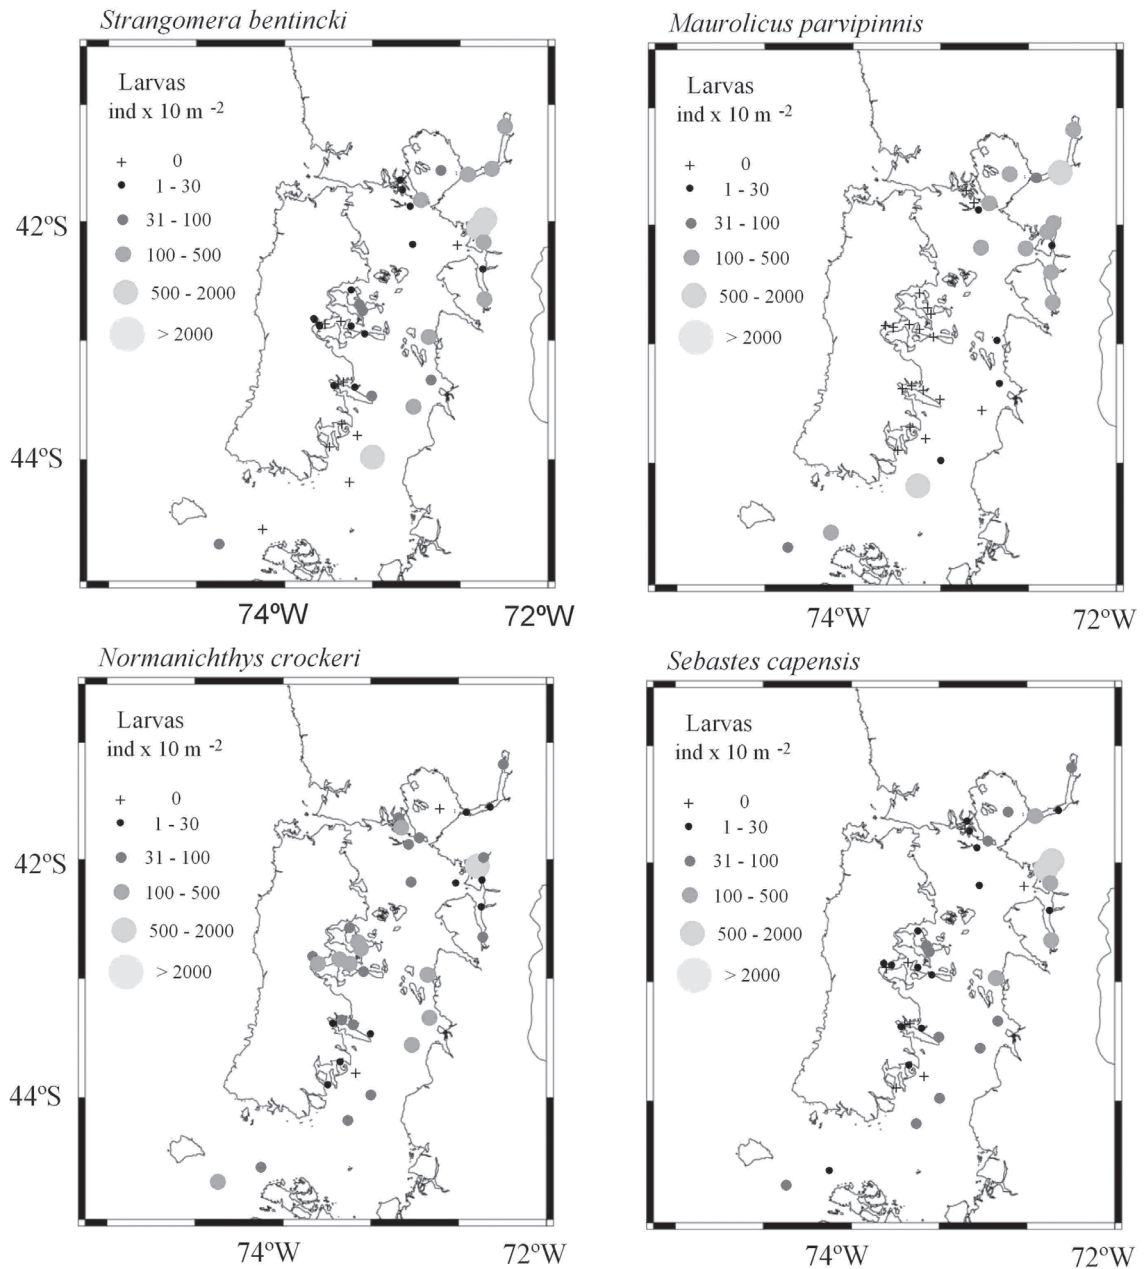 Strangomera bentincki
Larvas
ind x 10 m -2
+ 0
1 - 30
31 - 100
100 - 500
500 - 2000
> 2000
42ºS
44ºS
74ºW
72ºW
Maurolicus parvipinnis
Larvas
ind x 10 m -2
+ 0
1 - 30
31 - 100
100 - 500
500 - 2000
> 2000
74ºW
72ºW
Normanichthys crockeri
Larvas
ind x 10 m -2
+ 0
1 - 30
31 - 100
100 - 500
500 - 2000
> 2000
42ºS
44ºS
74ºW
72ºW
Sebastes capensis
Larvas
ind x 10 m -2
+ 0
1 - 30
31 - 100
100 - 500
500 - 2000
> 2000
74ºW
72ºW